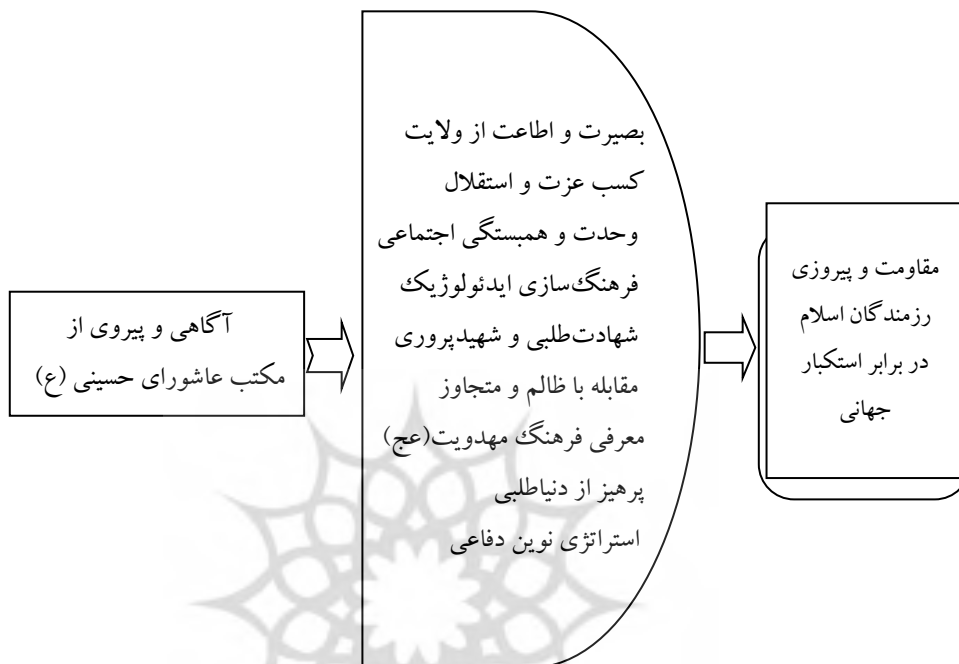 آگاهی و پیروی از
مکتب عاشورای حسینی (ع)
بصیرت و اطاعت از ولایت
کسب عزت و استقلال
وحدت و همبستگی اجتماعی
فرهنگ‌سازی ایدئولوژیک
شهادت‌طلبی و شهیدپروری
مقابله با ظالم و متجاوز
معرفی فرهنگ مهدویت(عج)
پرهیز از دنیاطلبی
استراتژی نوین دفاعی
مقاومت و پیروزی
رزمندگان اسلام
در برابر استکبار
جهانی